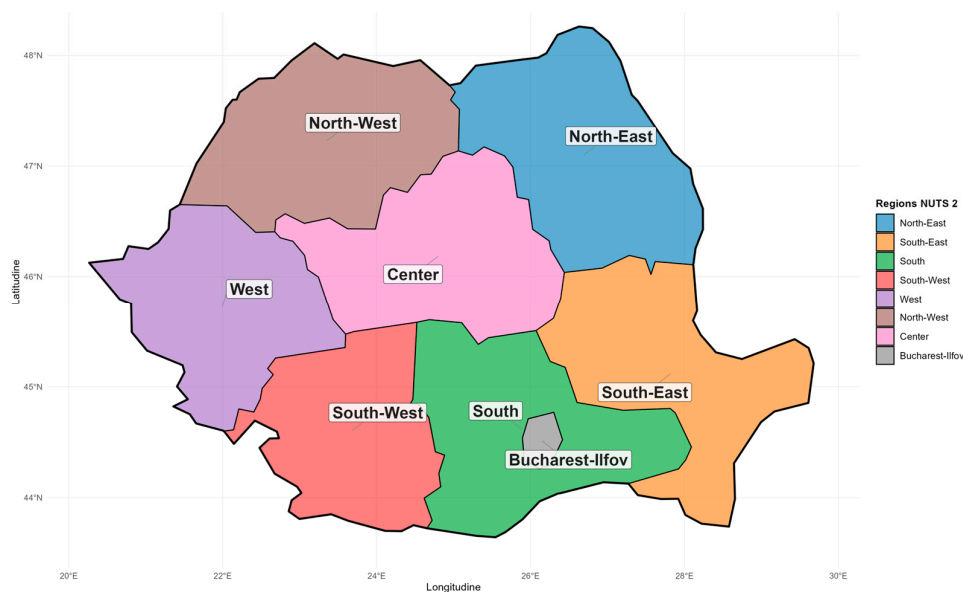 48°N
47°N
46°N
45°N
44°N
Latitudine
North-West
North-East
Center
West
South-East
South-West
South
Bucharest-Ilfov
20°E
22°E
24°E
26°E
28°E
30°E
Longitudine
Regions NUTS 2
North-East
South-East
South
South-West
West
North-West
Center
Bucharest-Ilfov